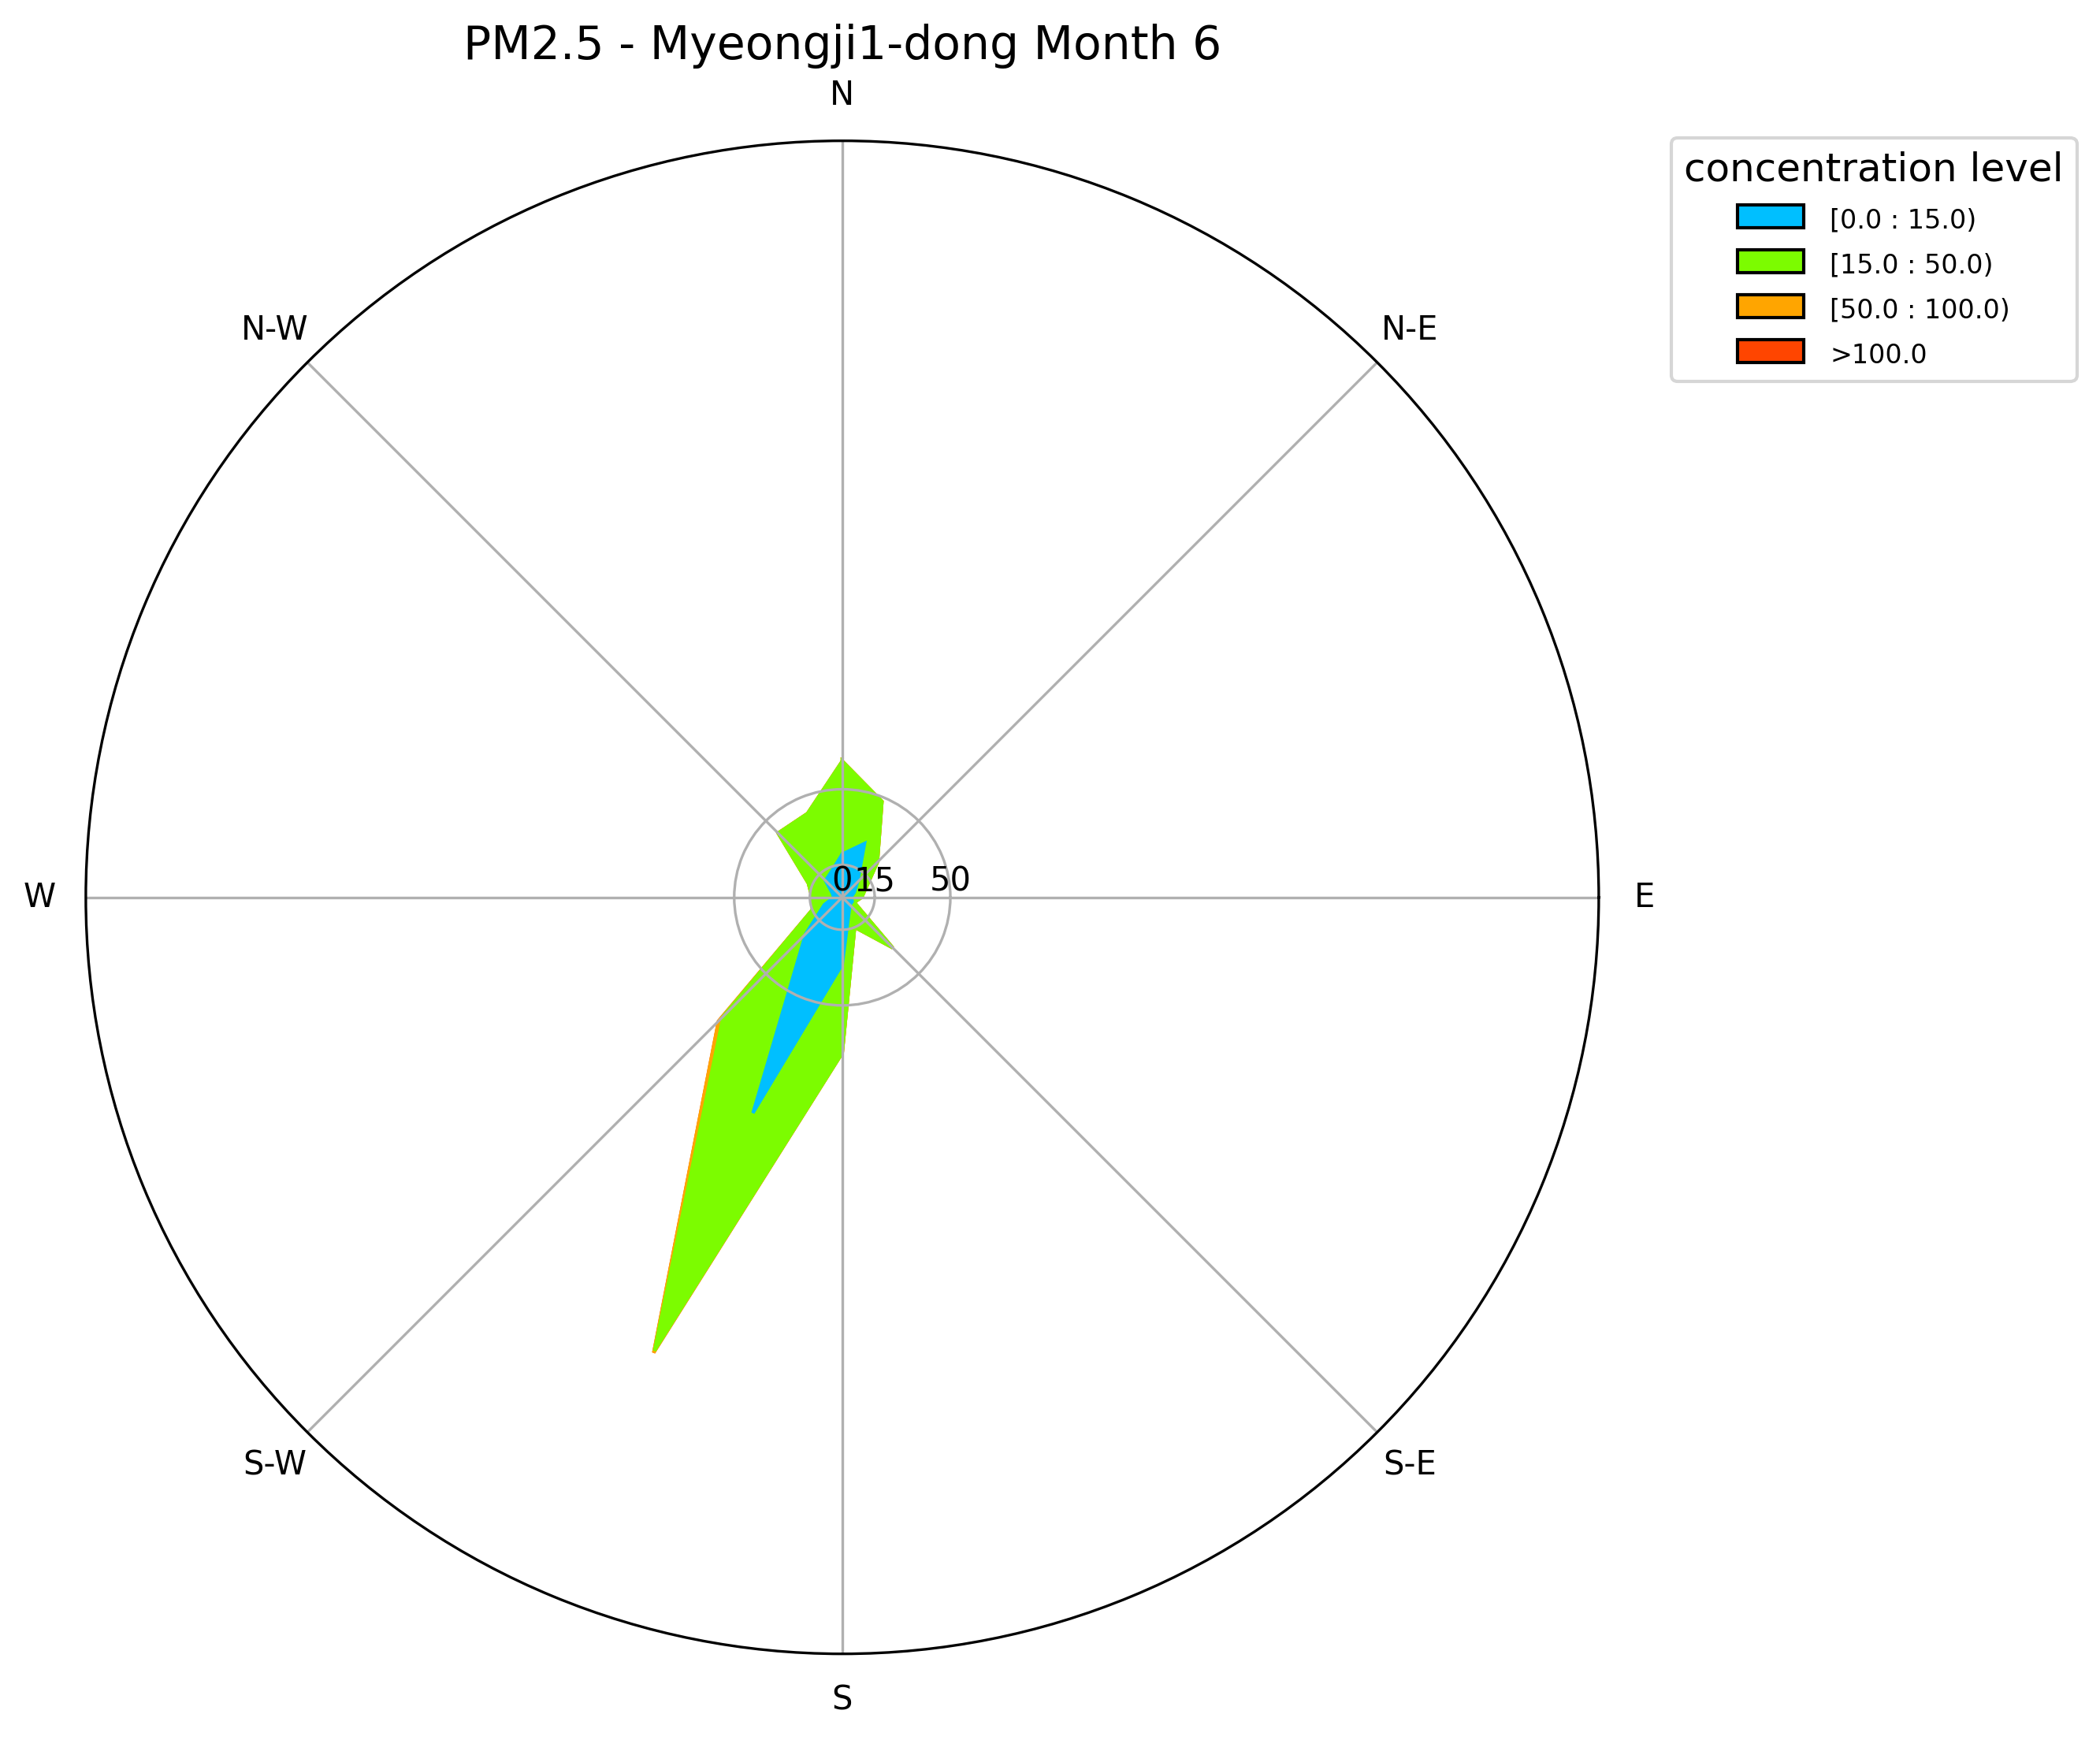 PM2.5 - Myeongji1-dong Month 6
N
concentration level
[0.0 : 15.0)
[15.0 : 50.0)
[50.0 : 100.0)
>100.0
N-W
N-E
0
15
50
W
E
S-W
S-E
S